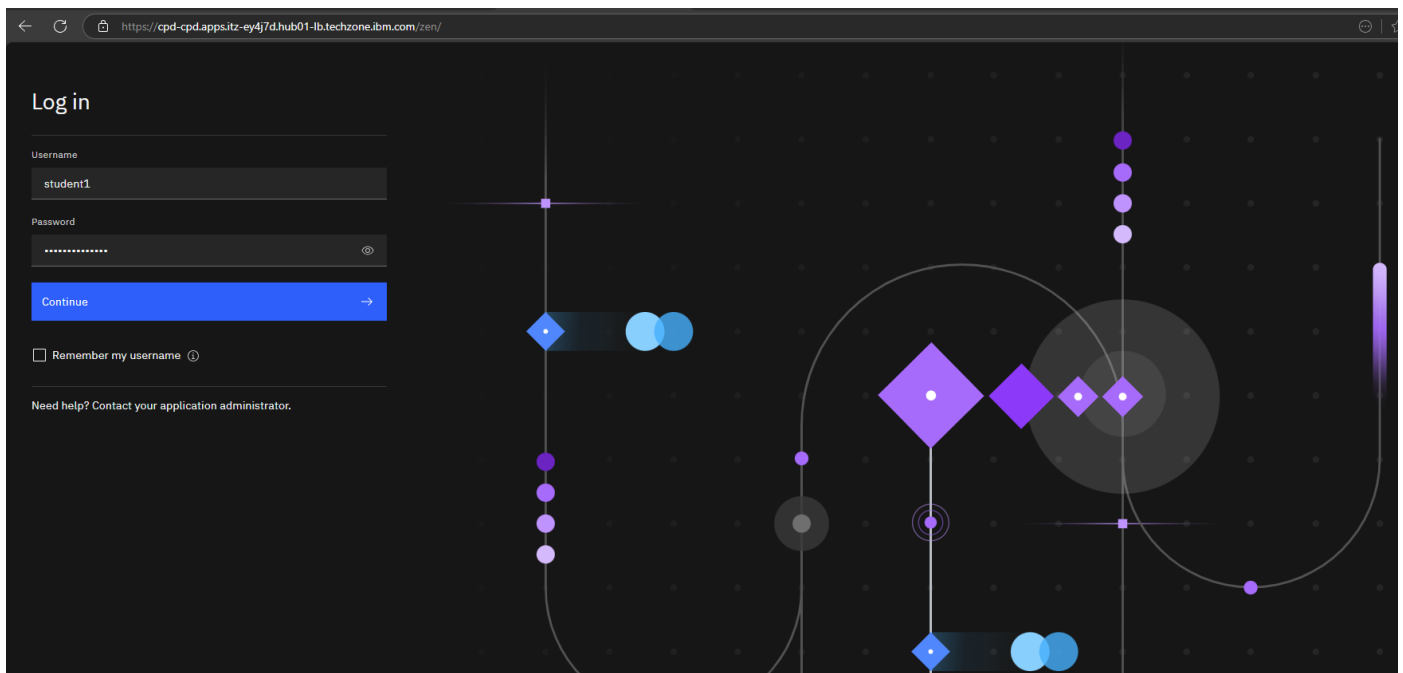 https://cpd-cpd.apps.itz-ey4j7d.hub01-lb.techzone.ibm.com/zen/
Log in
Username
student1
Password
••••••••••••••
Continue
Remember my username
Need help? Contact your application administrator.